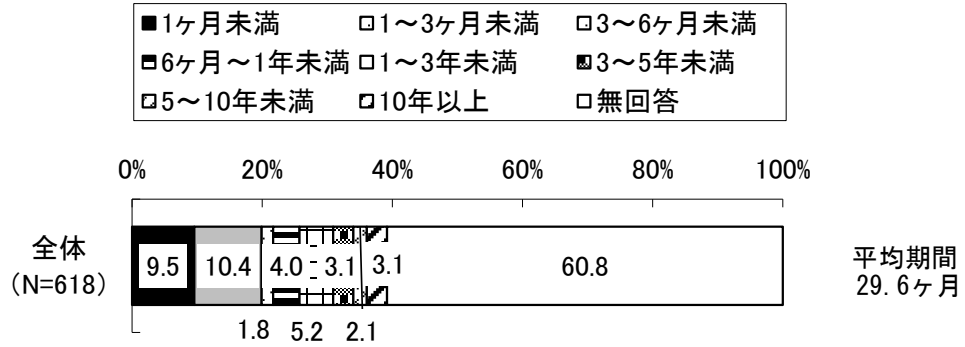 ■1ヶ月未満 □1～3ヶ月未満 □3～6ヶ月未満
■6ヶ月～1年未満 □1～3年未満 ■3～5年未満
□5～10年未満 □10年以上 □無回答
0% 20% 40% 60% 80% 100%
全体
(N=618)
9.5 10.4 4.0 3.1 3.1 60.8
1.8 5.2 2.1
平均期間
29.6ヶ月